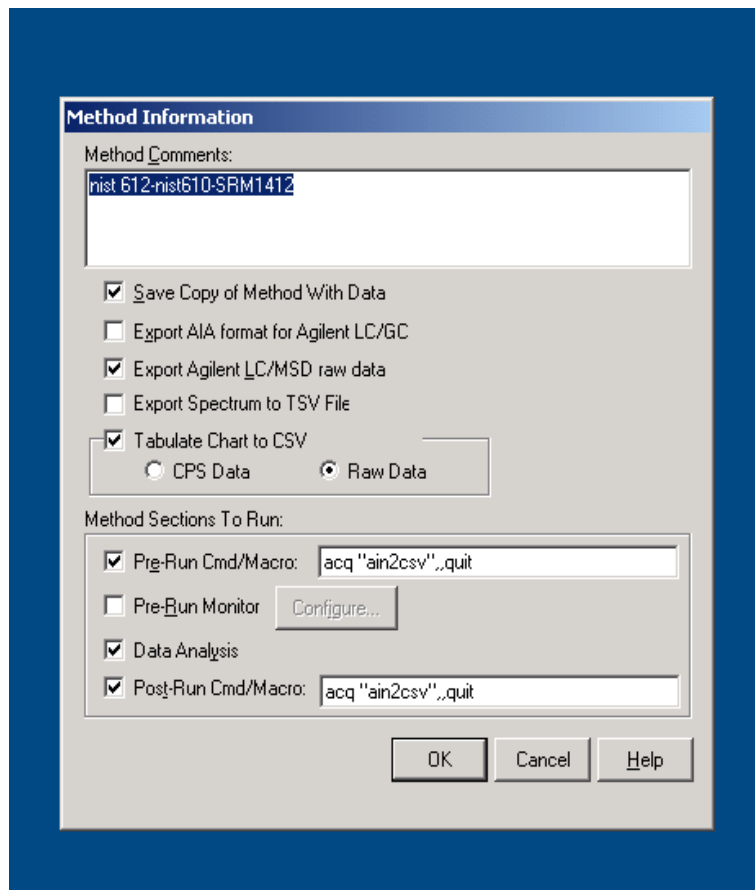 Method Information
Method Comments:
nist 612-nist610-SRM1412
Save Copy of Method With Data
Export AIA format for Agilent LC/GC
Export Agilent LC/MSD raw data
Export Spectrum to TSV File
Tabulate Chart to CSV
CPS Data Raw Data
Method Sections To Run:
Pre-Run Cmd/Macro: acq "ain2csv",,quit
Pre-Run Monitor Configure...
Data Analysis
Post-Run Cmd/Macro: acq "ain2csv",,quit
OK Cancel Help